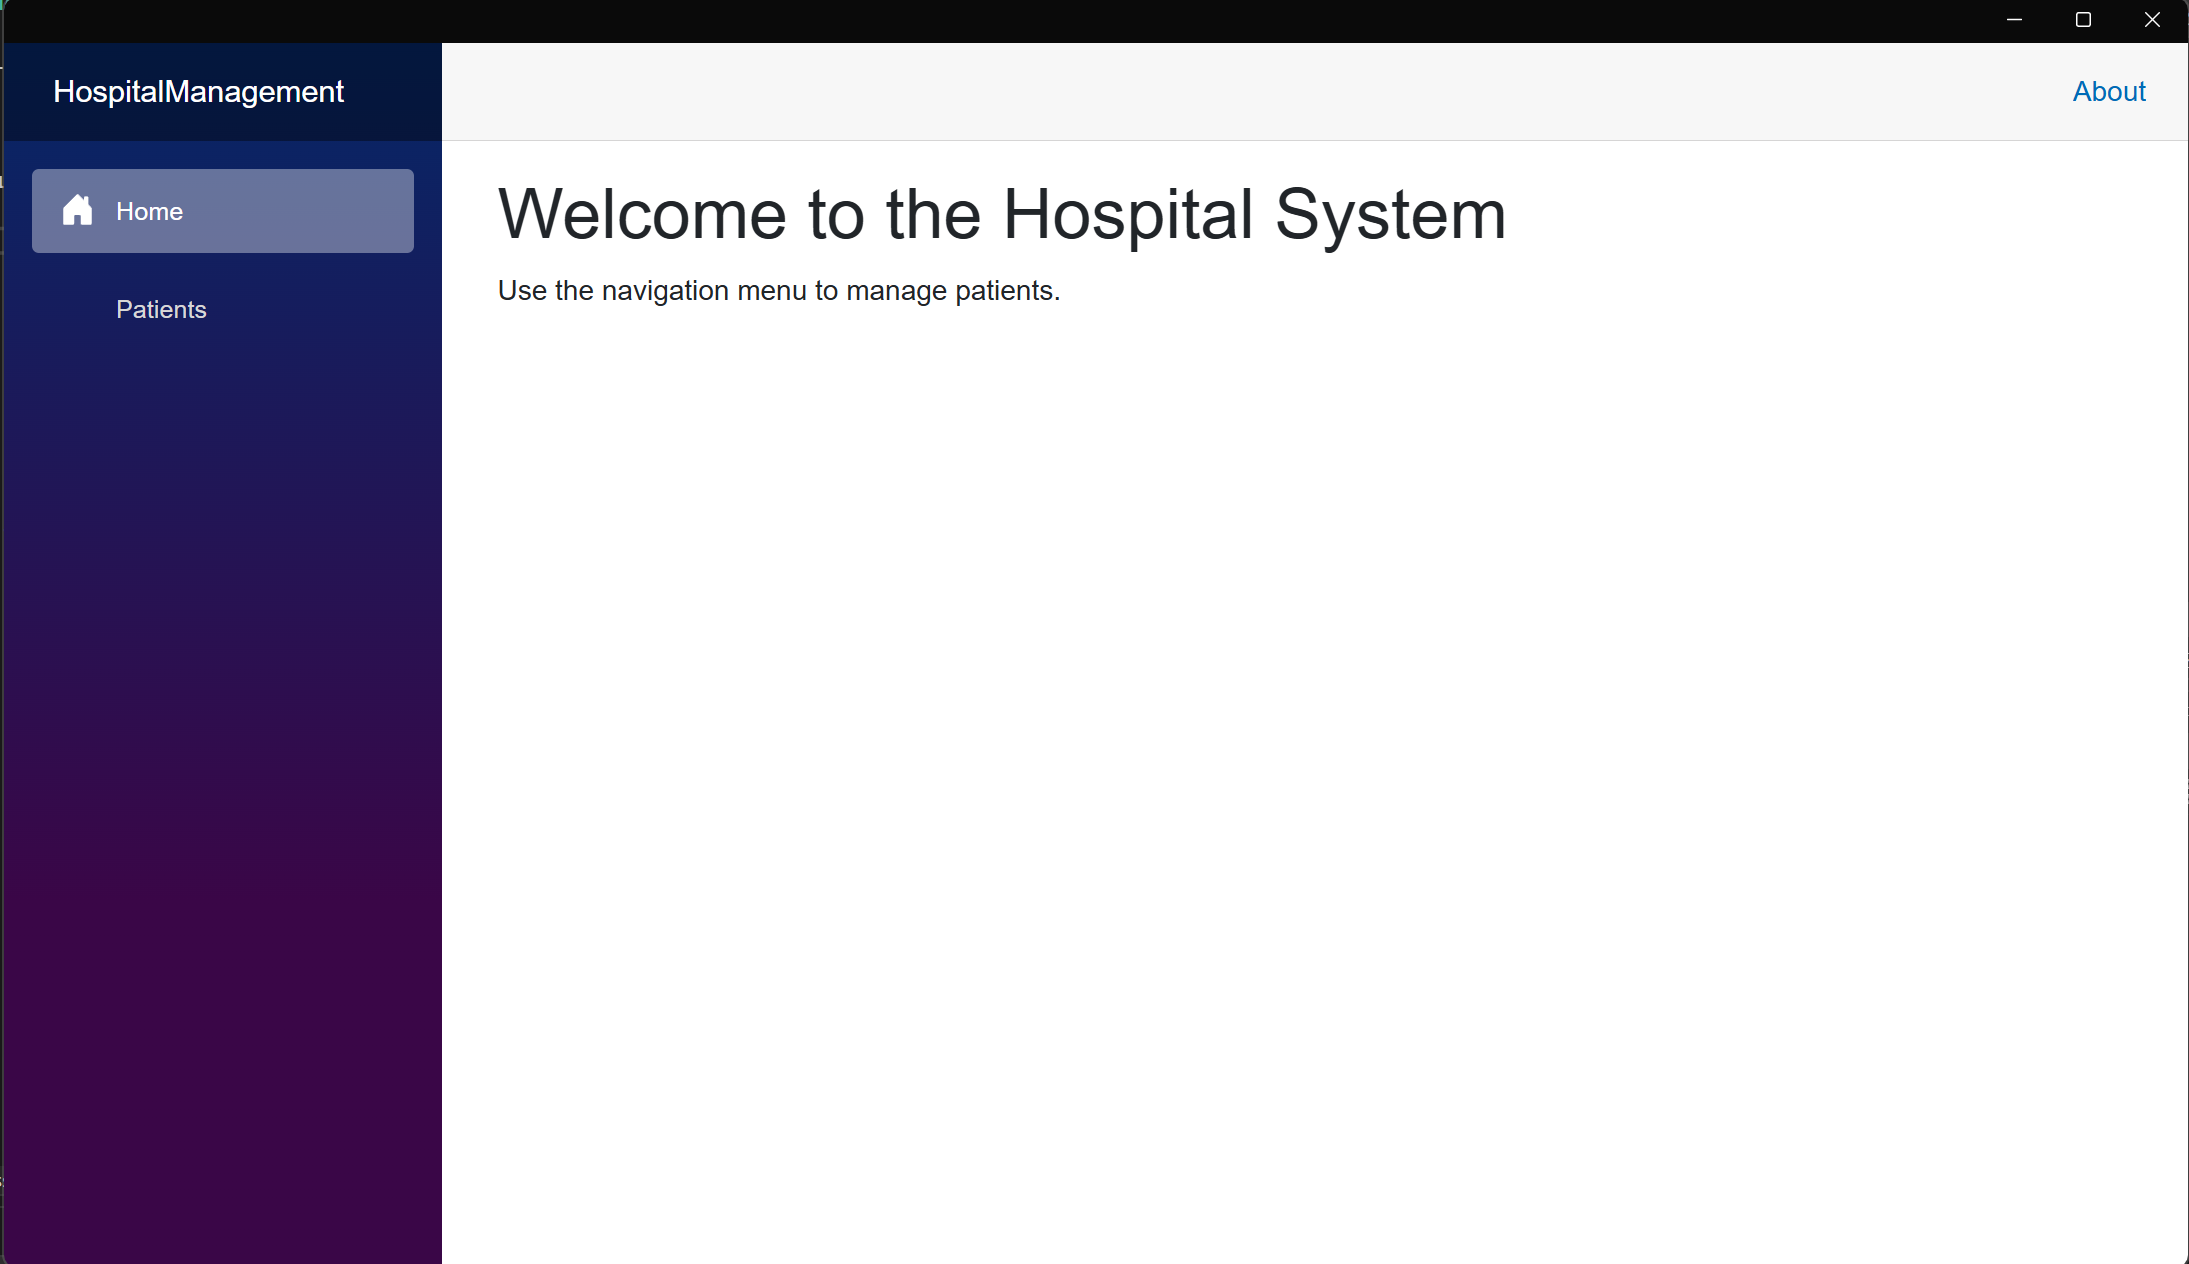 HospitalManagement
About
Home
Patients
Welcome to the Hospital System
Use the navigation menu to manage patients.